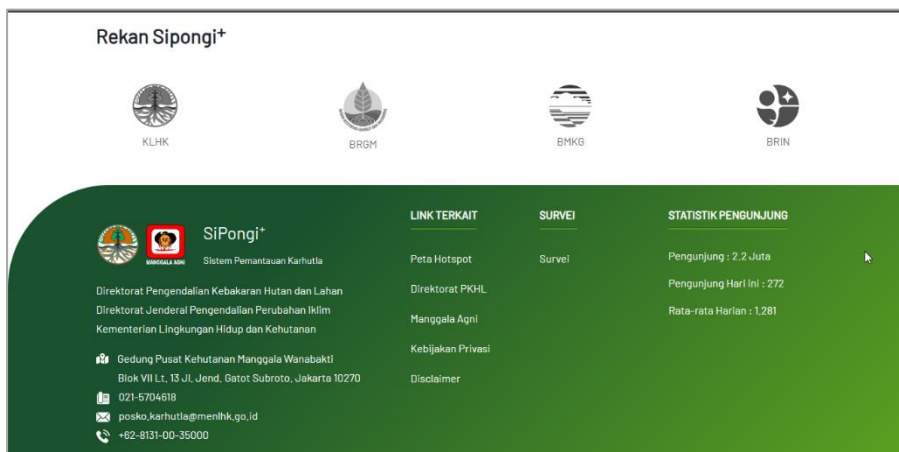 Rekan Sipongi⁺
KLHK
BRGM
BMKG
BRIN
MANGGALA AGNI
SiPongi⁺
Sistem Pemantauan Karhutla
Direktorat Pengendalian Kebakaran Hutan dan Lahan
Direktorat Jenderal Pengendalian Perubahan Iklim
Kementerian Lingkungan Hidup dan Kehutanan
Gedung Pusat Kehutanan Manggala Wanabakti
Blok VII Lt. 13 Jl. Jend. Gatot Subroto, Jakarta 10270
021-5704618
posko.karhutla@menlhk.go.id
+62-8131-00-35000
LINK TERKAIT
Peta Hotspot
Direktorat PKHL
Manggala Agni
Kebijakan Privasi
Disclaimer
SURVEI
Survei
STATISTIK PENGUNJUNG
Pengunjung : 2,2 Juta
Pengunjung Hari Ini : 272
Rata-rata Harian : 1,281